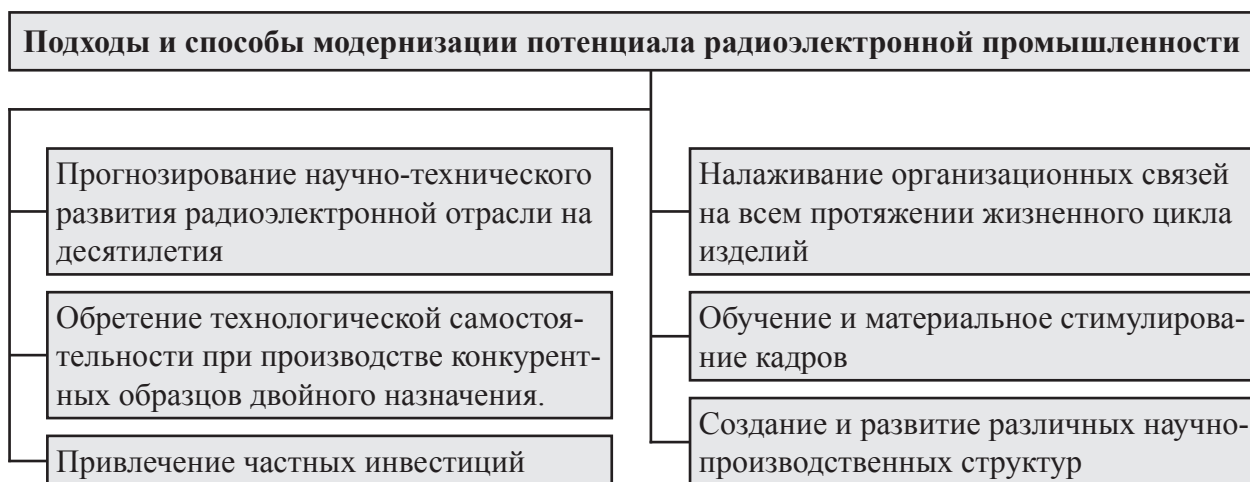 Подходы и способы модернизации потенциала радиоэлектронной промышленности
Прогнозирование научно-технического
развития радиоэлектронной отрасли на
десятилетия
Обретение технологической самостоя-
тельности при производстве конкурент-
ных образцов двойного назначения.
Привлечение частных инвестиций
Налаживание организационных связей
на всем протяжении жизненного цикла
изделий
Обучение и материальное стимулирова-
ние кадров
Создание и развитие различных научно-
производственных структур